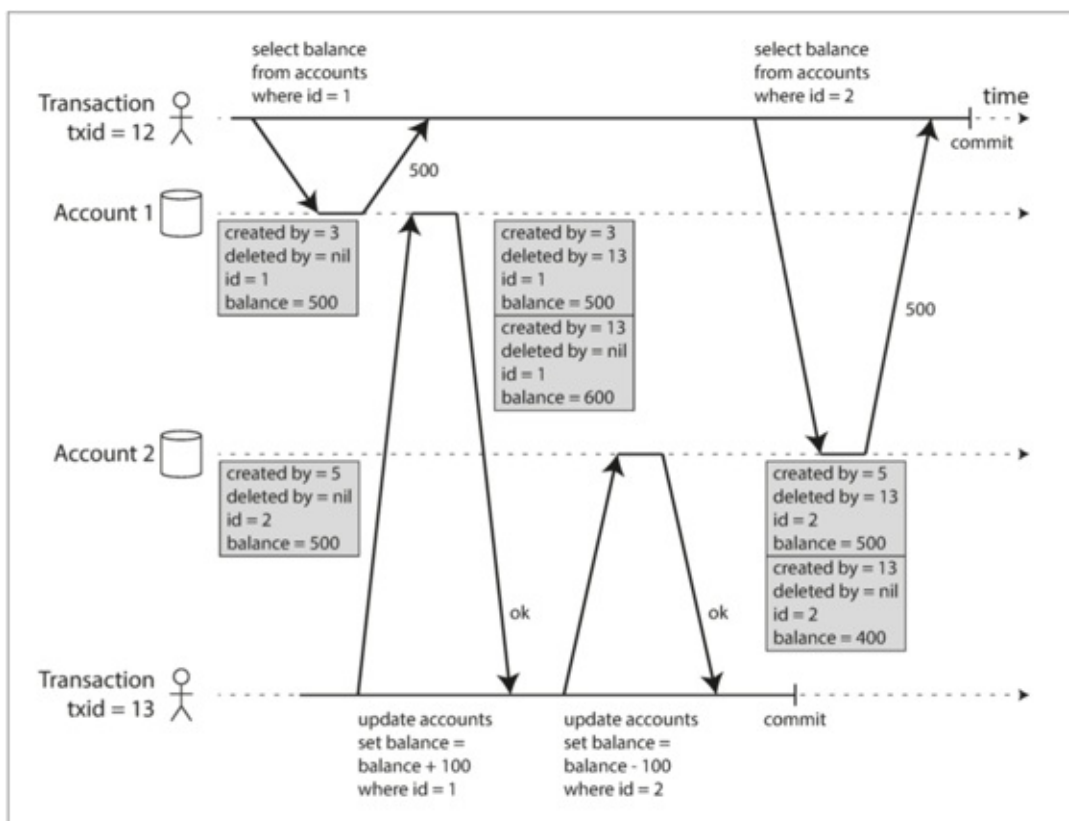 select balance
from accounts
where id = 1
select balance
from accounts
where id = 2
time
Transaction
txid = 12
commit
500
Account 1
created by = 3
deleted by = nil
id = 1
balance = 500
created by = 3
deleted by = 13
id = 1
balance = 500
created by = 13
deleted by = nil
id = 1
balance = 600
500
Account 2
created by = 5
deleted by = nil
id = 2
balance = 500
created by = 5
deleted by = 13
id = 2
balance = 500
created by = 13
deleted by = nil
id = 2
balance = 400
ok
ok
Transaction
txid = 13
commit
update accounts
set balance =
balance + 100
where id = 1
update accounts
set balance =
balance - 100
where id = 2